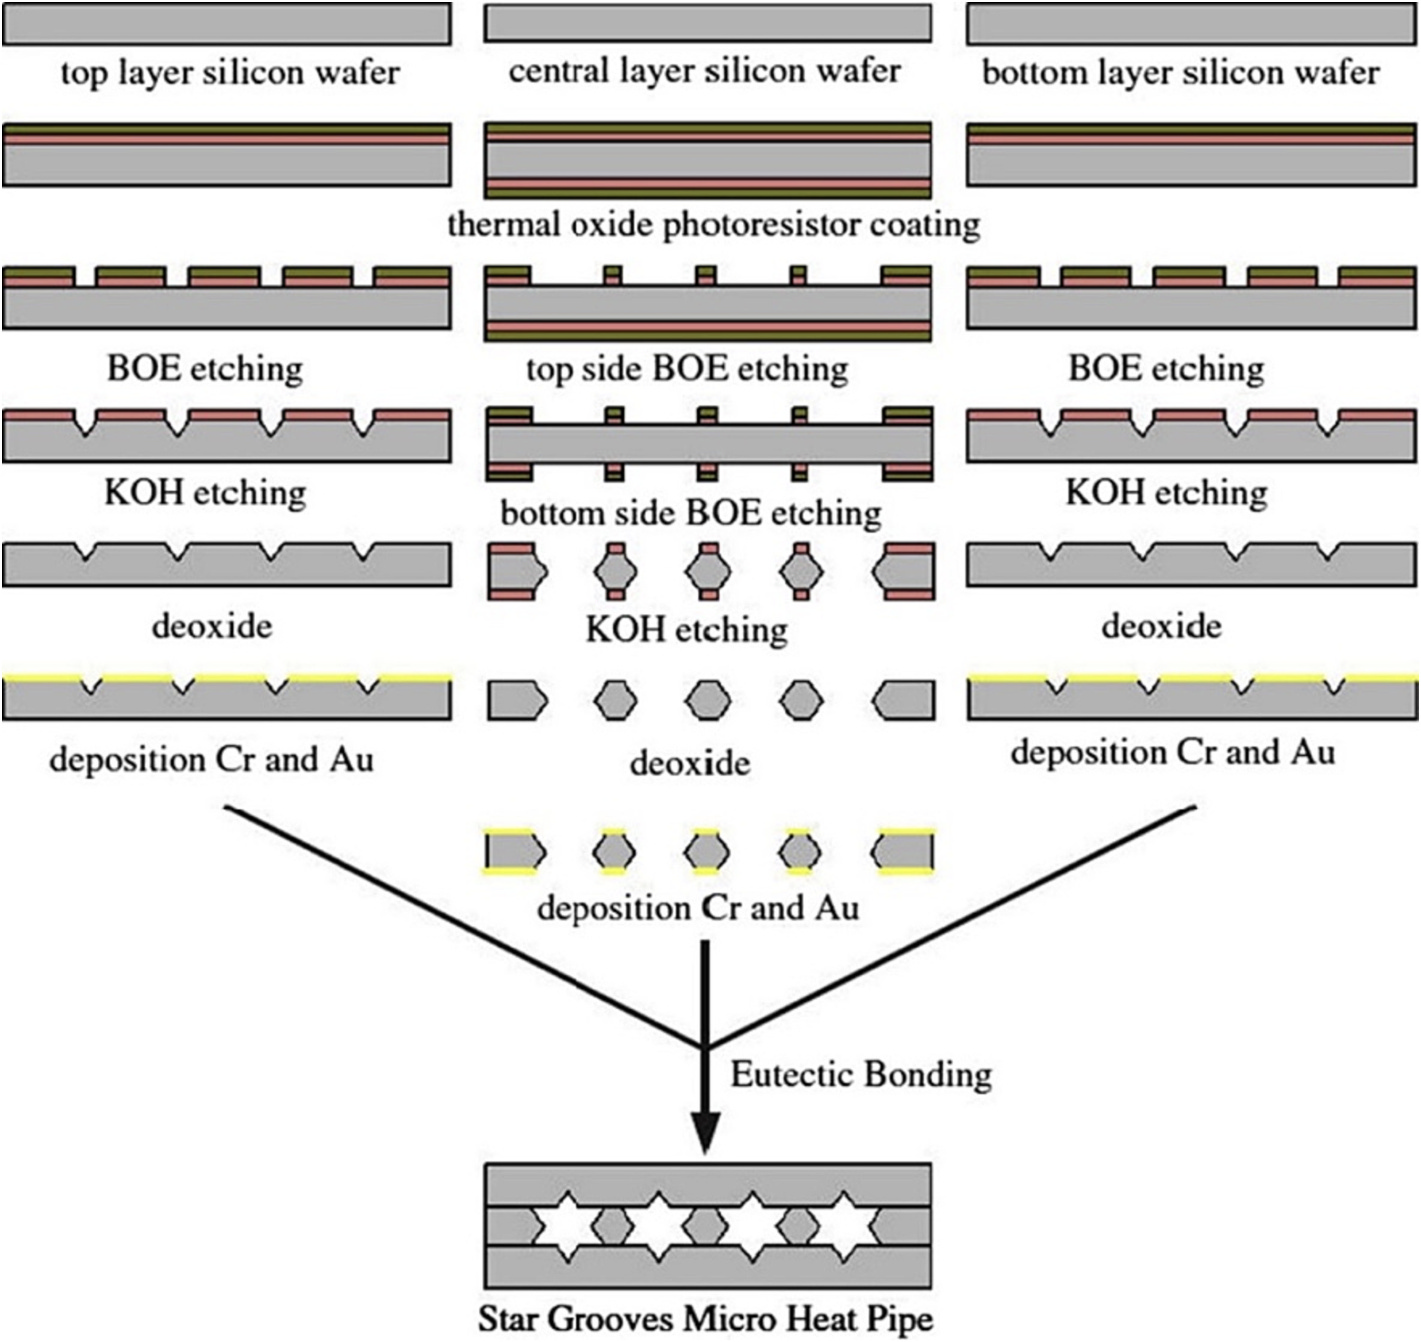 top layer silicon wafer
central layer silicon wafer
bottom layer silicon wafer
thermal oxide photoresistor coating
BOE etching
top side BOE etching
BOE etching
KOH etching
bottom side BOE etching
KOH etching
deoxide
KOH etching
deoxide
deposition Cr and Au
deoxide
deposition Cr and Au
deposition Cr and Au
Eutectic Bonding
Star Grooves Micro Heat Pipe